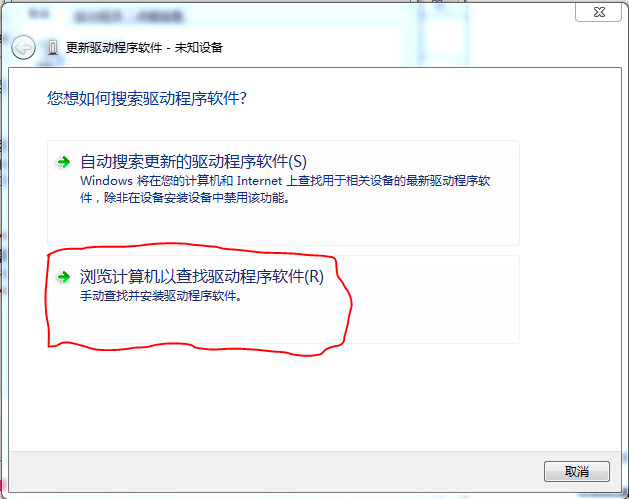 更新驱动程序软件 - 未知设备
您想如何搜索驱动程序软件?
自动搜索更新的驱动程序软件(S)
Windows 将在您的计算机和 Internet 上查找用于相关设备的最新驱动程序软
件，除非在设备安装设备中禁用该功能。
浏览计算机以查找驱动程序软件(R)
手动查找并安装驱动程序软件。
取消